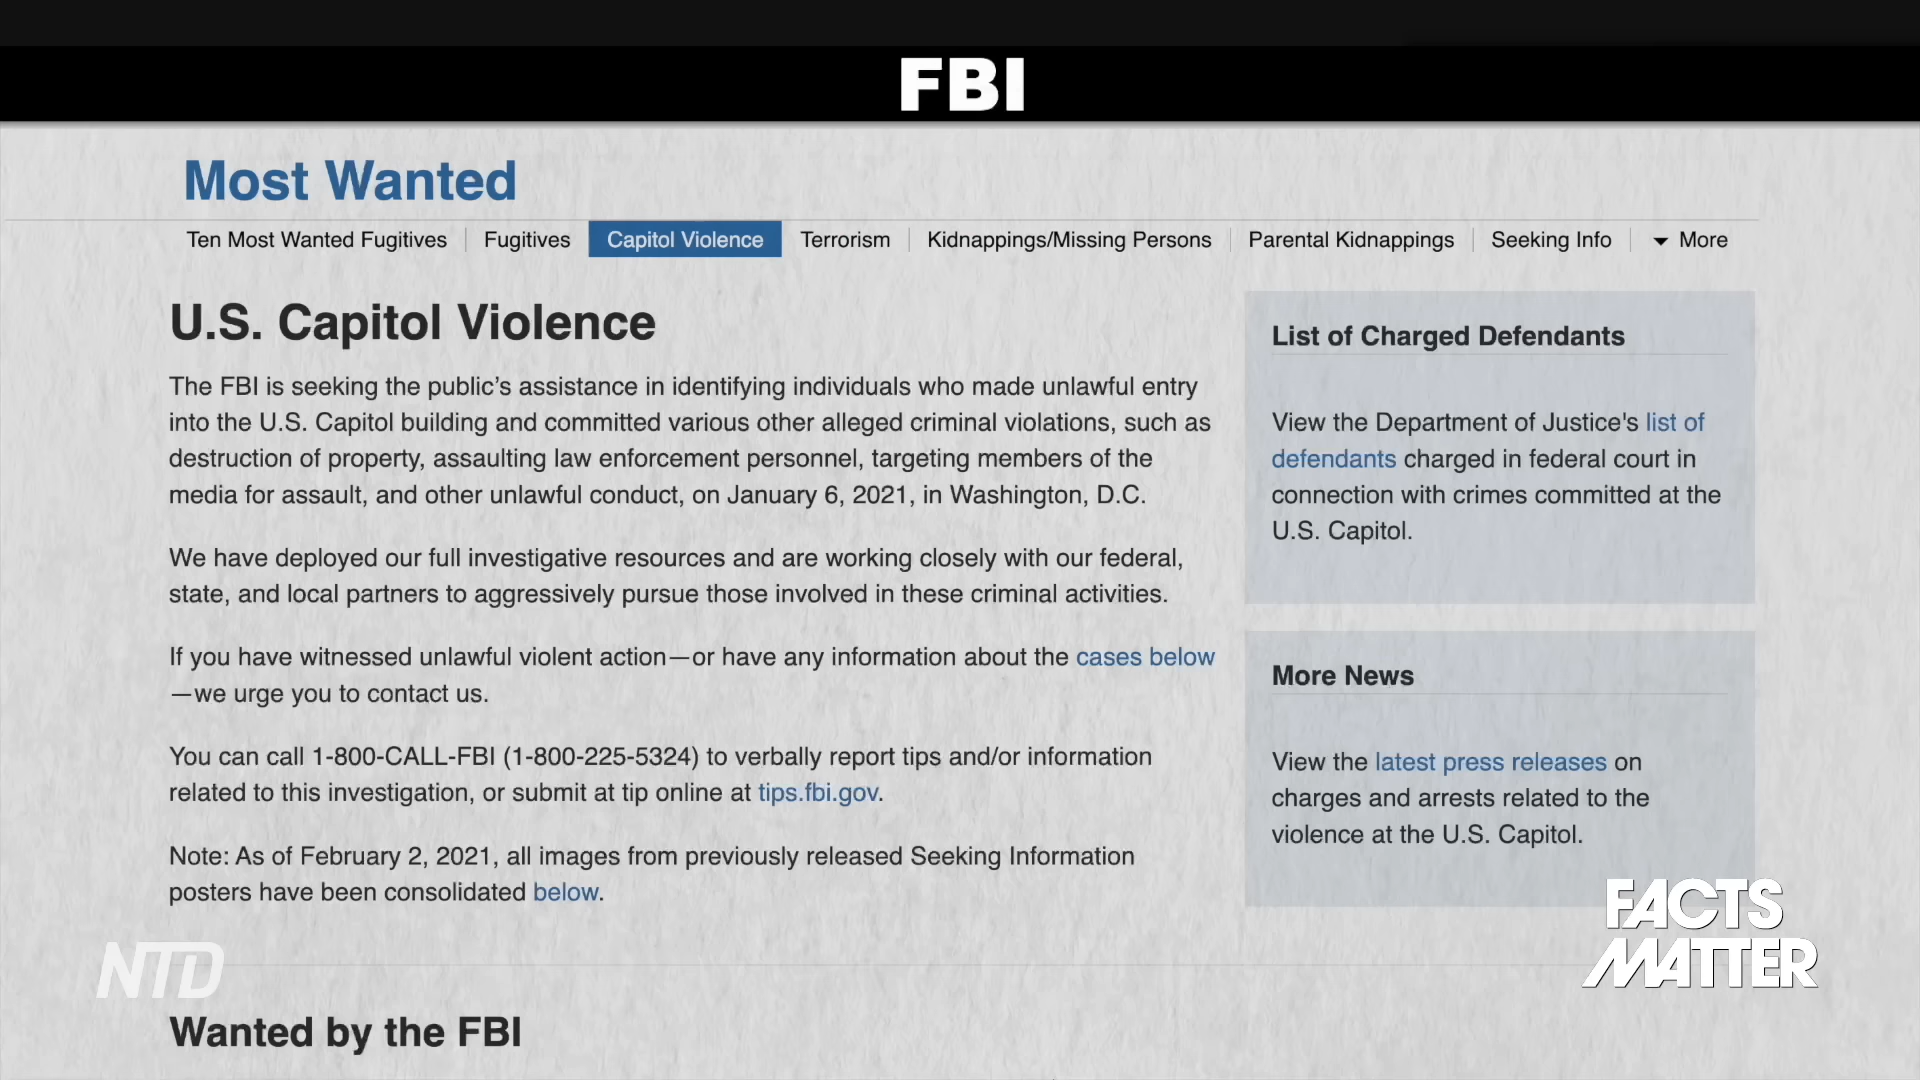 FBI
Most Wanted
Ten Most Wanted Fugitives
Fugitives
Capitol Violence
Terrorism
Kidnappings/Missing Persons
Parental Kidnappings
Seeking Info
More
U.S. Capitol Violence
The FBI is seeking the public’s assistance in identifying individuals who made unlawful entry
into the U.S. Capitol building and committed various other alleged criminal violations, such as
destruction of property, assaulting law enforcement personnel, targeting members of the
media for assault, and other unlawful conduct, on January 6, 2021, in Washington, D.C.
We have deployed our full investigative resources and are working closely with our federal,
state, and local partners to aggressively pursue those involved in these criminal activities.
If you have witnessed unlawful violent action—or have any information about the cases below
—we urge you to contact us.
You can call 1-800-CALL-FBI (1-800-225-5324) to verbally report tips and/or information
related to this investigation, or submit at tip online at tips.fbi.gov.
Note: As of February 2, 2021, all images from previously released Seeking Information
posters have been consolidated below.
List of Charged Defendants
View the Department of Justice's list of
defendants charged in federal court in
connection with crimes committed at the
U.S. Capitol.
More News
View the latest press releases on
charges and arrests related to the
violence at the U.S. Capitol.
FACTS
MATTER
NTD
Wanted by the FBI